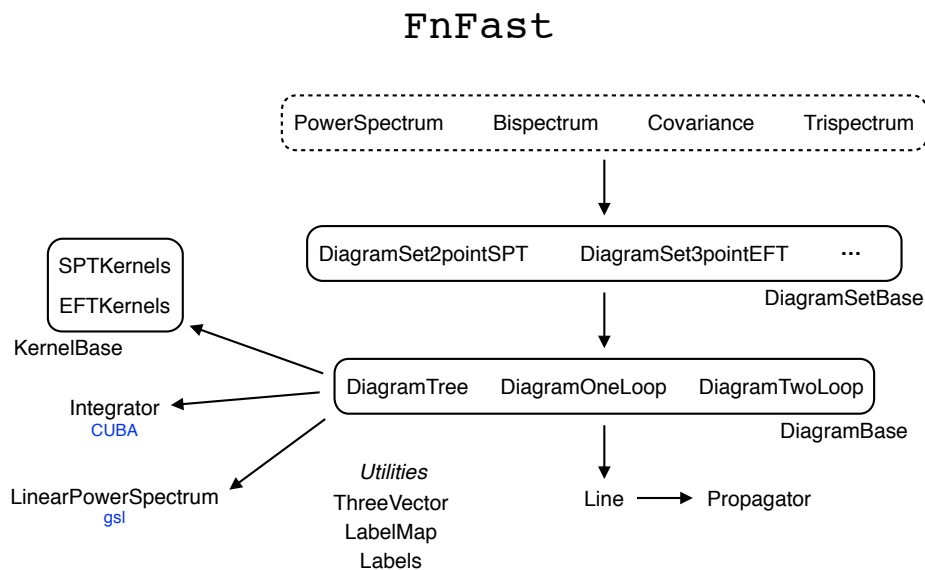 FnFast
PowerSpectrum Bispectrum Covariance Trispectrum
DiagramSet2pointSPT DiagramSet3pointEFT ...
DiagramSetBase
SPTKernels
EFTKernels
KernelBase
DiagramTree DiagramOneLoop DiagramTwoLoop
DiagramBase
Integrator
CUBA
LinearPowerSpectrum
gsl
Utilities
ThreeVector
LabelMap
Labels
Line Propagator